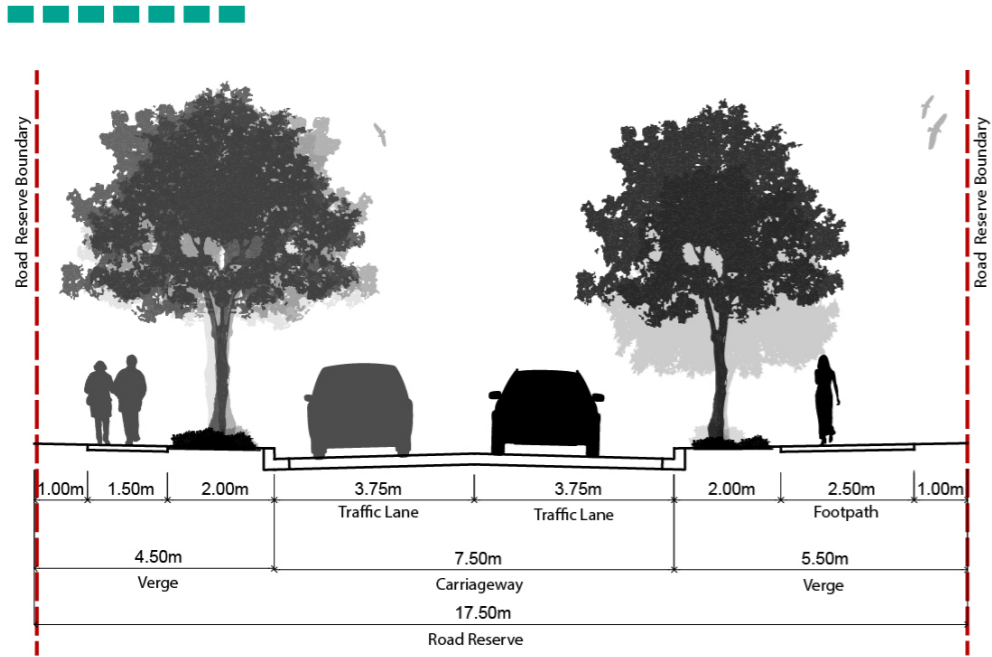 Road Reserve Boundary
Road Reserve Boundary
1.00m 1.50m 2.00m 3.75m 3.75m 2.00m 2.50m 1.00m
Traffic Lane Traffic Lane Footpath
4.50m 7.50m 5.50m
Verge Carriageway Verge
17.50m
Road Reserve